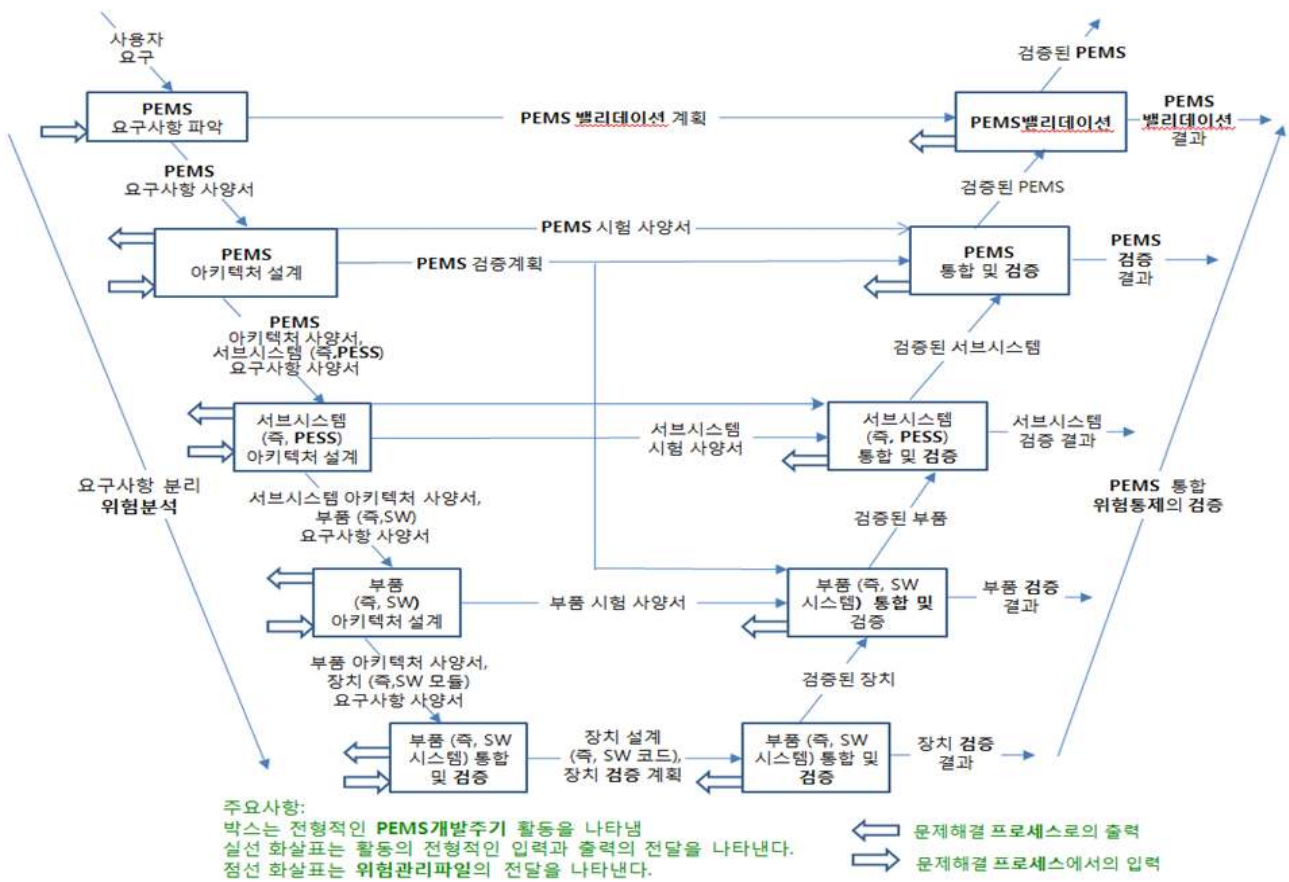 사용자
요구
검증된 PEMS
PEMS
요구사항 파악
PEMS 밸리데이션 계획
PEMS밸리데이션
PEMS
밸리데이션
결과
PEMS
요구사항 사양서
검증된 PEMS
PEMS 시험 사양서
PEMS
아키텍처 설계
PEMS 검증계획
PEMS
통합 및 검증
PEMS
검증
결과
PEMS
아키텍처 사양서,
서브시스템 (즉,PESS)
요구사항 사양서
검증된 서브시스템
서브시스템
(즉, PESS)
아키텍처 설계
서브시스템
시험 사양서
서브시스템
(즉, PESS)
통합 및 검증
서브시스템
검증 결과
요구사항 분리
위험분석
서브시스템 아키텍처 사양서,
부품 (즉,SW)
요구사항 사양서
검증된 부품
PEMS 통합
위험통제의 검증
부품
(즉, SW)
아키텍처 설계
부품 시험 사양서
부품 (즉, SW
시스템) 통합 및
검증
부품 검증
결과
부품 아키텍처 사양서,
장치 (즉,SW 모듈)
요구사항 사양서
검증된 장치
부품 (즉, SW
시스템) 통합
및 검증
장치 설계
(즉, SW 코드),
장치 검증 계획
부품 (즉, SW
시스템) 통합 및
검증
장치 검증
결과
주요사항:
박스는 전형적인 PEMS개발주기 활동을 나타냄
실선 화살표는 활동의 전형적인 입력과 출력의 전달을 나타낸다.
점선 화살표는 위험관리파일의 전달을 나타낸다.
문제해결 프로세스로의 출력
문제해결 프로세스에서의 입력